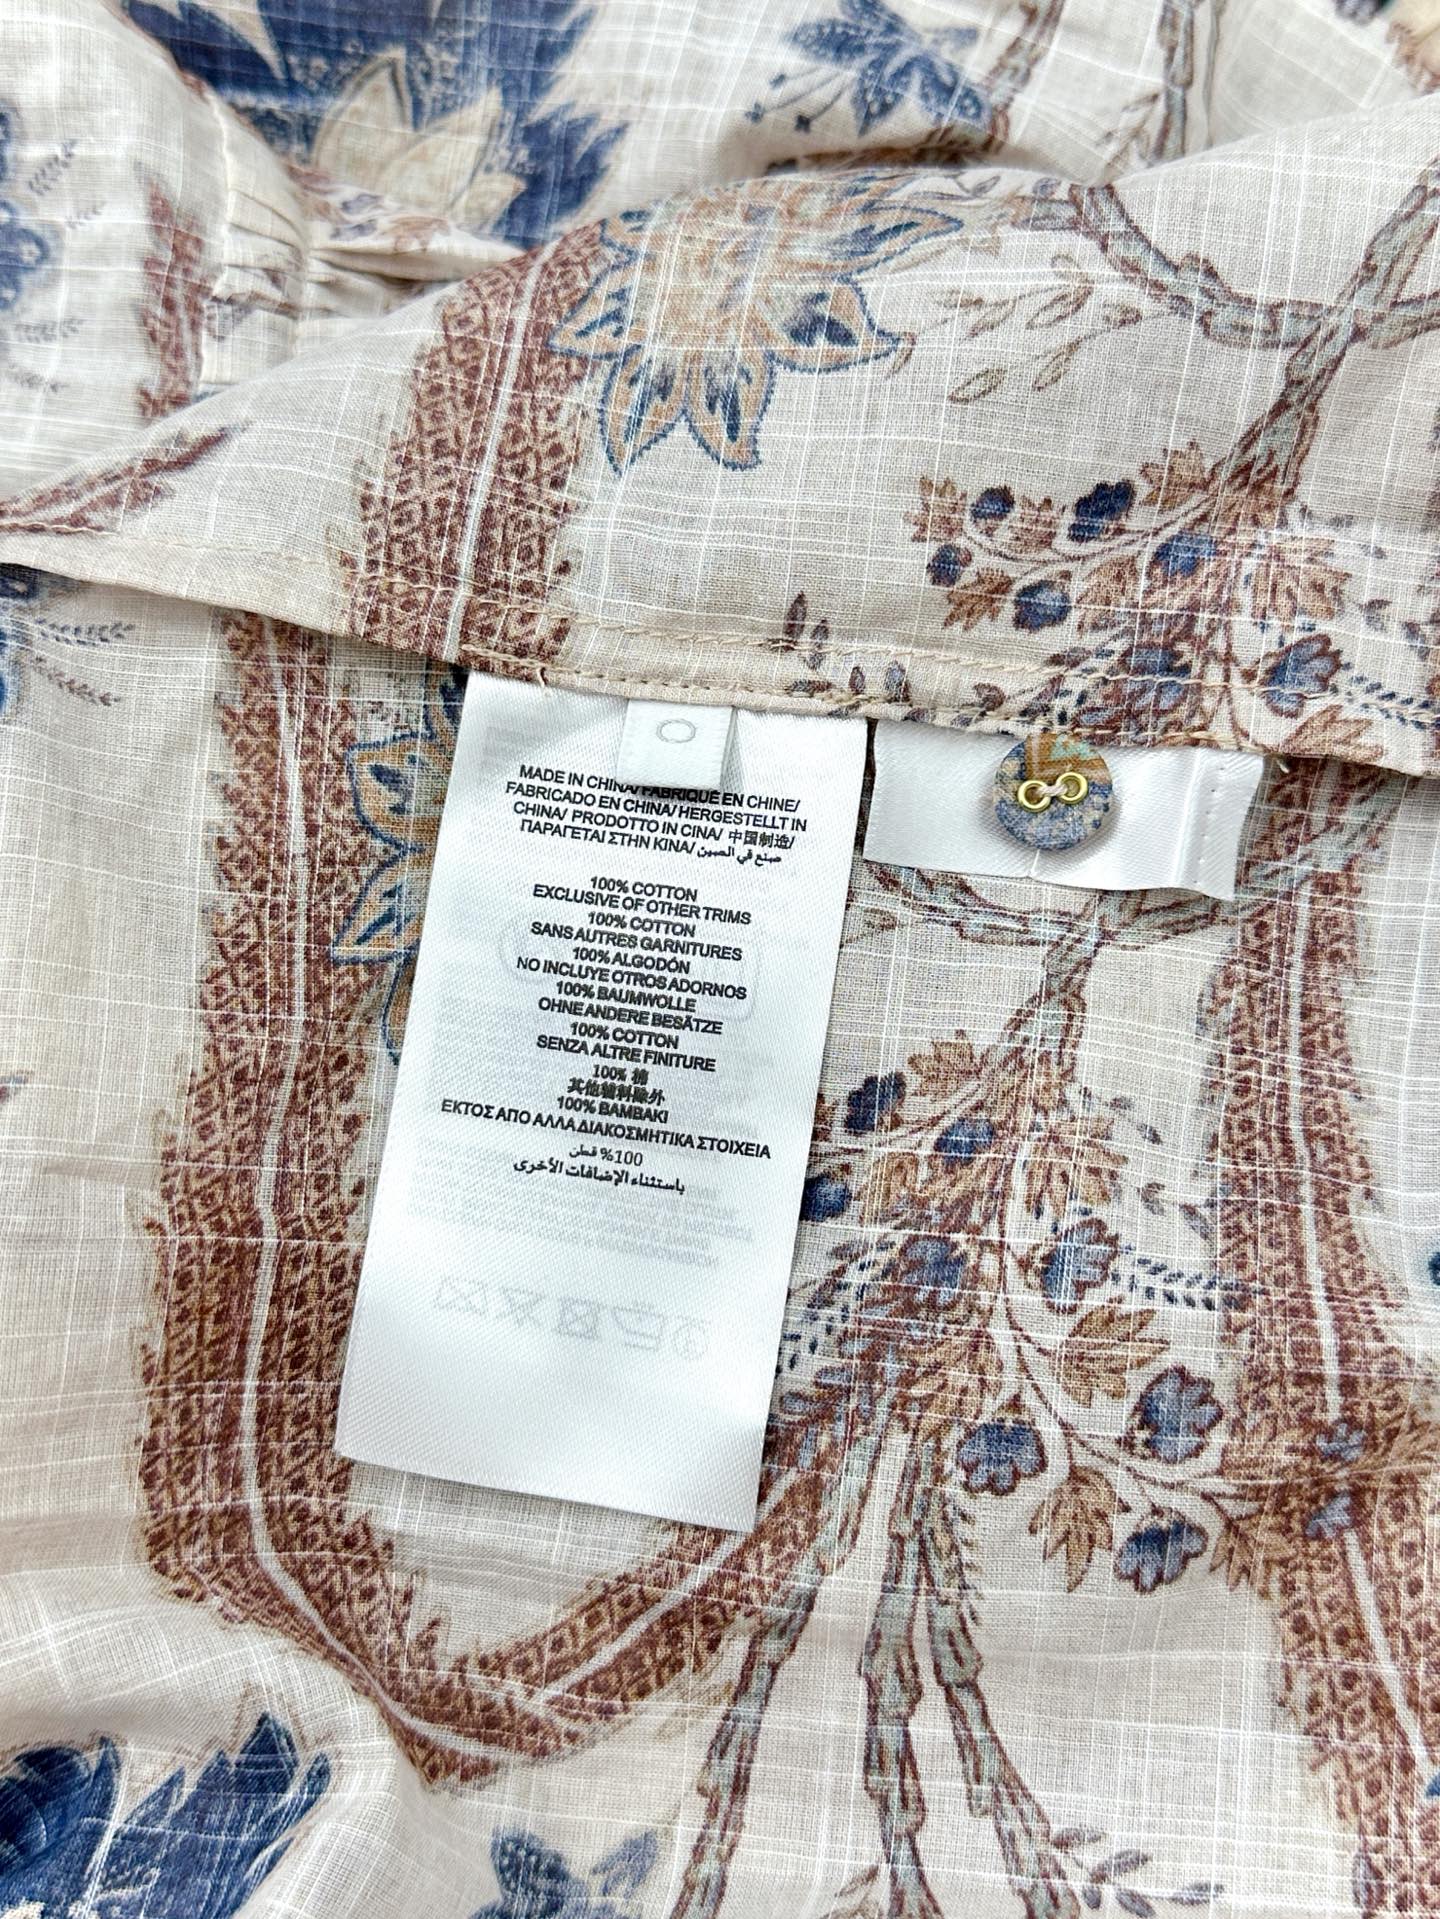 0
MADE IN CHINA/ FABRIQUÉ EN CHINE/
FABRICADO EN CHINA/ HERGESTELLT IN
CHINA/ PRODOTTO IN CINA/ 中国制造/
ΠΑΡΑΓΕΤΑΙ ΣΤΗΝ ΚΙΝΑ/ صنع في الصين
100% COTTON
EXCLUSIVE OF OTHER TRIMS
100% COTTON
SANS AUTRES GARNITURES
100% ALGODÓN
NO INCLUYE OTROS ADORNOS
100% BAUMWOLLE
OHNE ANDERE BESÄTZE
100% COTTON
SENZA ALTRE FINITURE
100% 棉
其他辅料除外
100% ΒΑΜΒΑΚΙ
ΕΚΤΟΣ ΑΠΟ ΑΛΛΑ ΔΙΑΚΟΣΜΗΤΙΚΑ ΣΤΟΙΧΕΙΑ
%100 قطن
باستثناء الإضافات الأخرى